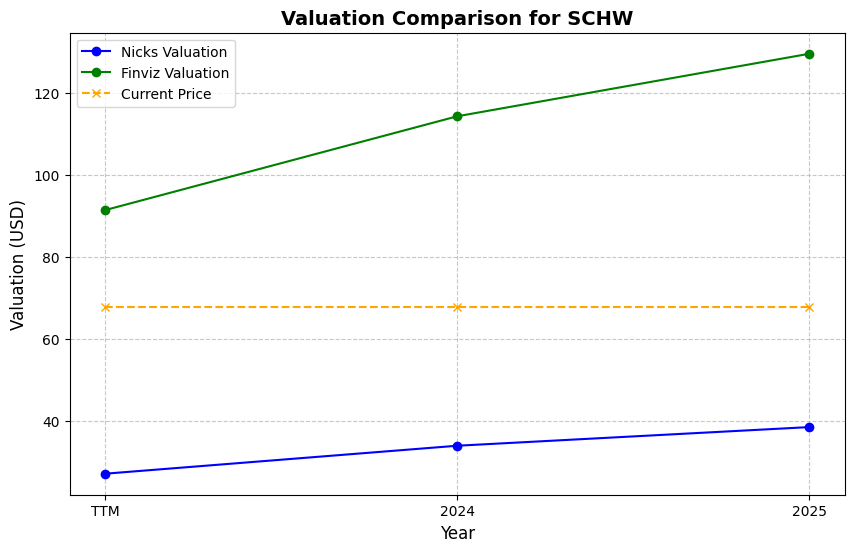 Valuation Comparison for SCHW
Nicks Valuation
Finviz Valuation
Current Price
Valuation (USD)
120
100
80
60
40
TTM 2024 2025
Year